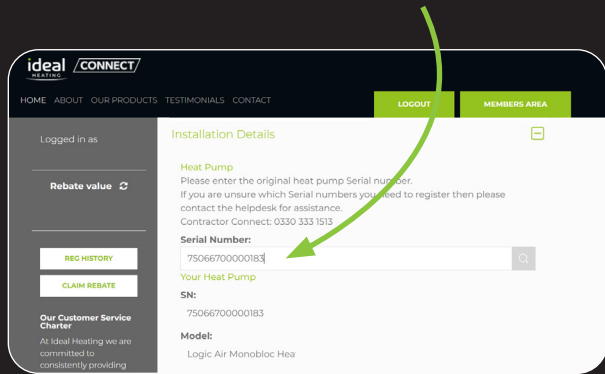 ideal CONNECT
HEATING
HOME ABOUT OUR PRODUCTS TESTIMONIALS CONTACT
LOGOUT
MEMBERS AREA
Logged in as
Rebate value
REG HISTORY
CLAIM REBATE
Our Customer Service
Charter
At Ideal Heating we are
committed to
consistently providing
Installation Details
Heat Pump
Please enter the original heat pump Serial number.
If you are unsure which Serial numbers you need to register then please
contact the helpdesk for assistance.
Contractor Connect: 0330 333 1513
Serial Number:
75066700000183
Your Heat Pump
SN:
75066700000183
Model:
Logic Air Monobloc Hea